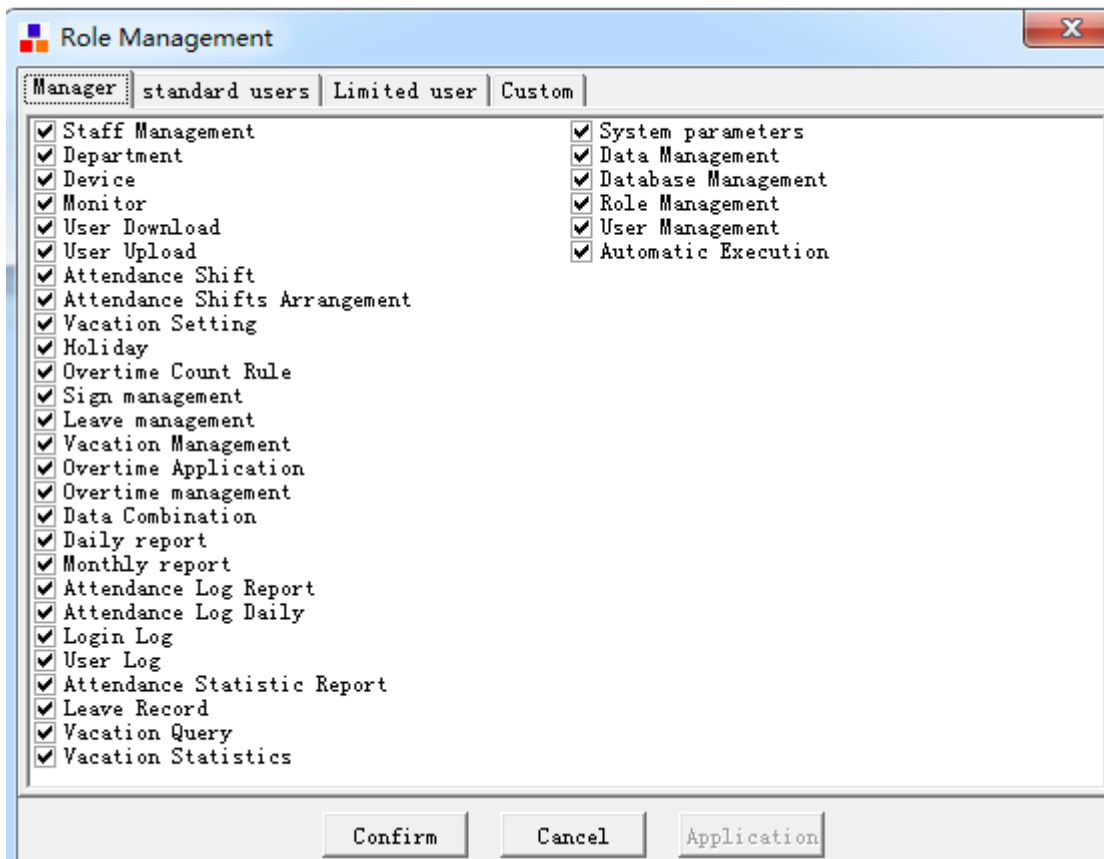 Role Management
Manager
standard users
Limited user
Custom
Staff Management
Department
Device
Monitor
User Download
User Upload
Attendance Shift
Attendance Shifts Arrangement
Vacation Setting
Holiday
Overtime Count Rule
Sign management
Leave management
Vacation Management
Overtime Application
Overtime management
Data Combination
Daily report
Monthly report
Attendance Log Report
Attendance Log Daily
Login Log
User Log
Attendance Statistic Report
Leave Record
Vacation Query
Vacation Statistics
System parameters
Data Management
Database Management
Role Management
User Management
Automatic Execution
Confirm
Cancel
Application